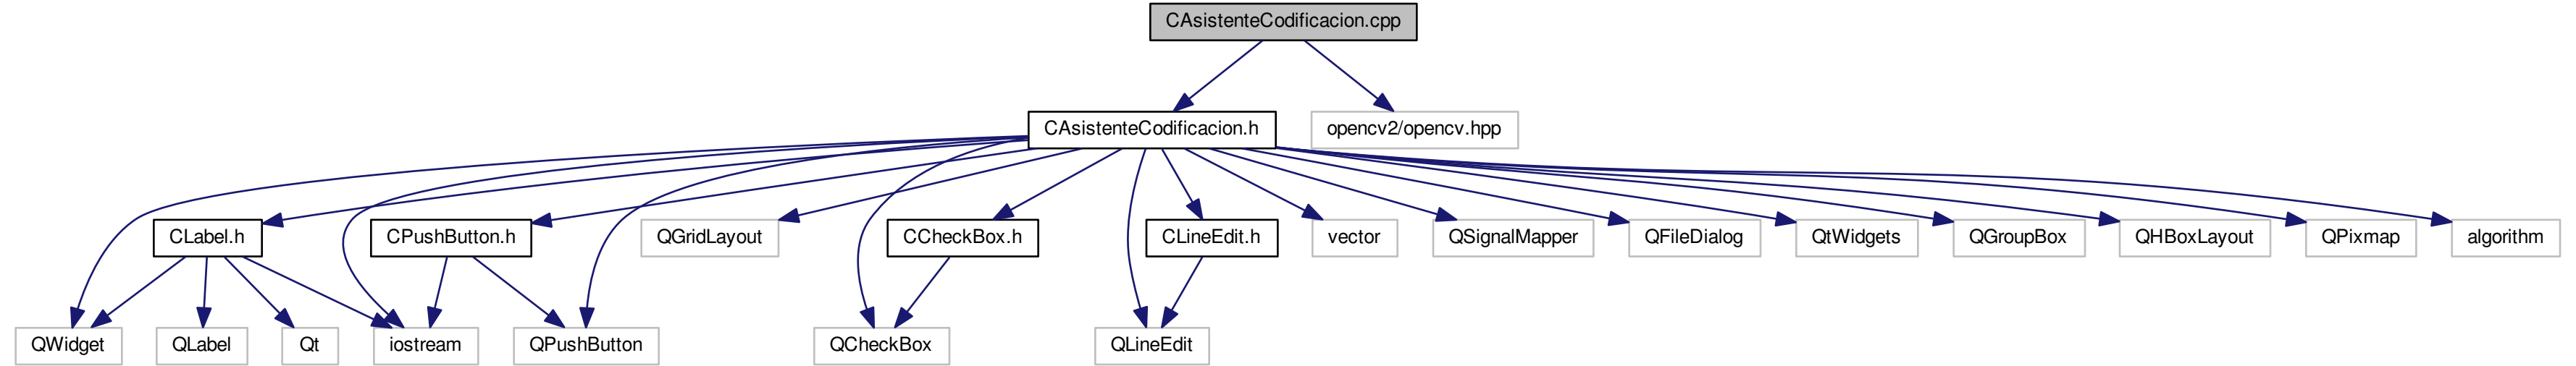 CAsistenteCodificacion.cpp
CAsistenteCodificacion.h
opencv2/opencv.hpp
CLabel.h
CPushButton.h
QGridLayout
CCheckBox.h
CLineEdit.h
vector
QSignalMapper
QFileDialog
QtWidgets
QGroupBox
QHBoxLayout
QPixmap
algorithm
QWidget
QLabel
Qt
iostream
QPushButton
QCheckBox
QLineEdit